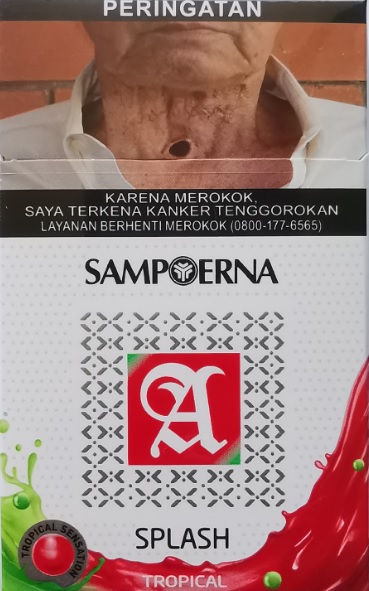 PERINGATAN
KARENA MEROKOK,
SAYA TERKENA KANKER TENGGOROKAN
LAYANAN BERHENTI MEROKOK (0800-177-6565)
SAMPOERNA
A
SPLASH
TROPICAL SENSATION
TROPICAL